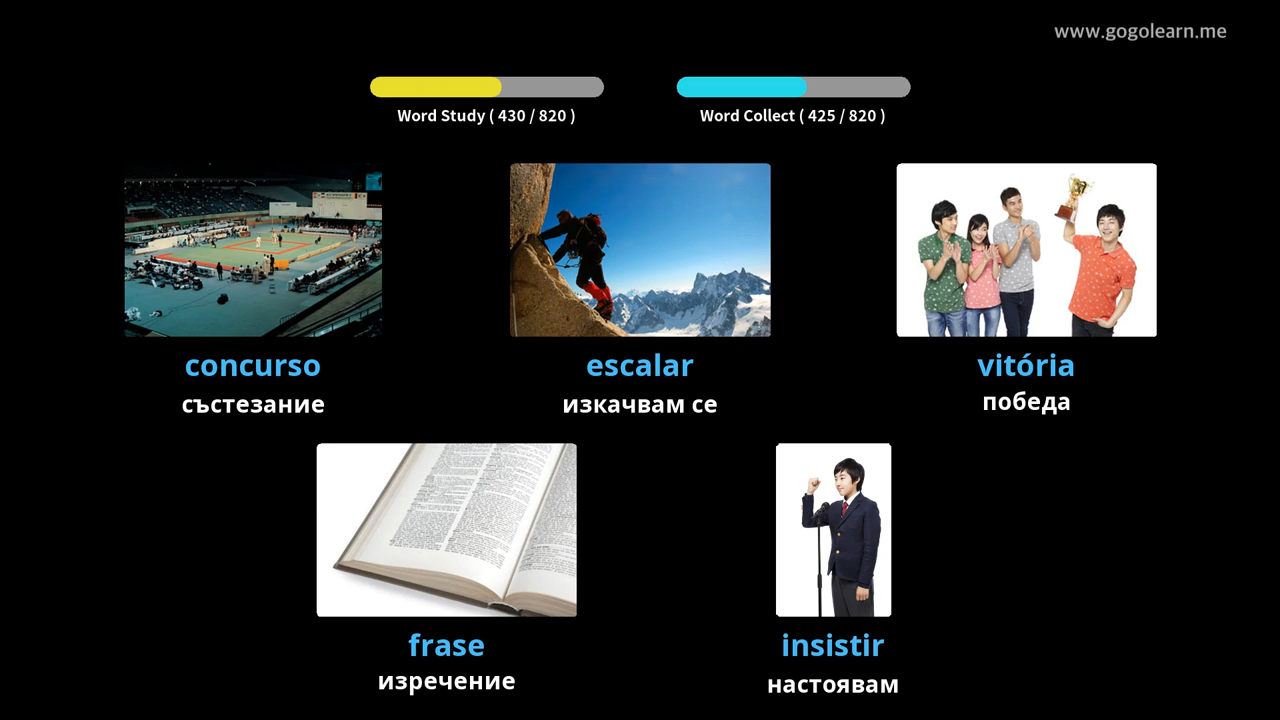 www.gogolearn.me
Word Study ( 430 / 820 )
Word Collect ( 425 / 820 )
concurso
състезание
escalar
изкачвам се
vitória
победа
frase
изречение
insistir
настоявам